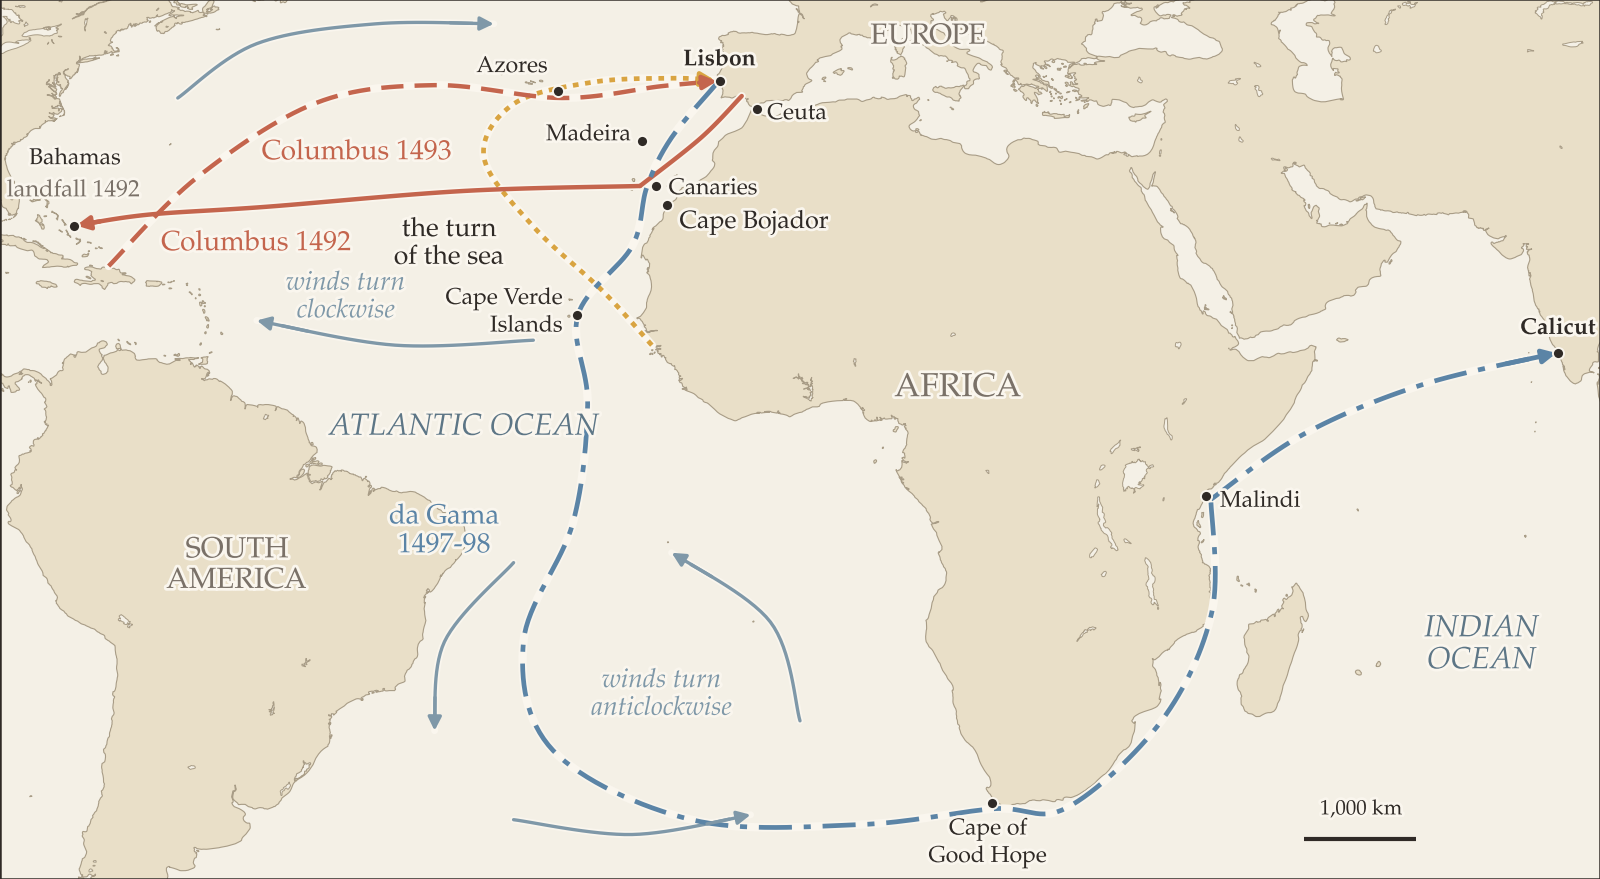 EUROPE
Lisbon
Azores
Ceuta
Madeira
Columbus 1493
Bahamas
landfall 1492
Canaries
Cape Bojador
the turn
of the sea
Columbus 1492
winds turn
clockwise
Cape Verde
Islands
Calicut
AFRICA
ATLANTIC OCEAN
Malindi
da Gama
1497-98
SOUTH
AMERICA
INDIAN
OCEAN
winds turn
anticlockwise
1,000 km
Cape of
Good Hope